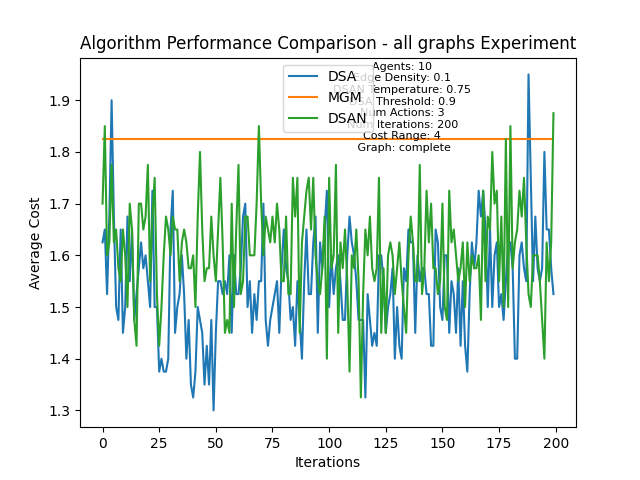 Algorithm Performance Comparison - all graphs Experiment
DSA
MGM
DSAN
Agents: 10
Edge Density: 0.1
DSAN Temperature: 0.75
DSA Threshold: 0.9
Num Actions: 3
Num Iterations: 200
Cost Range: 4
Graph: complete
Average Cost
1.9
1.8
1.7
1.6
1.5
1.4
1.3
0
25
50
75
100
125
150
175
200
Iterations